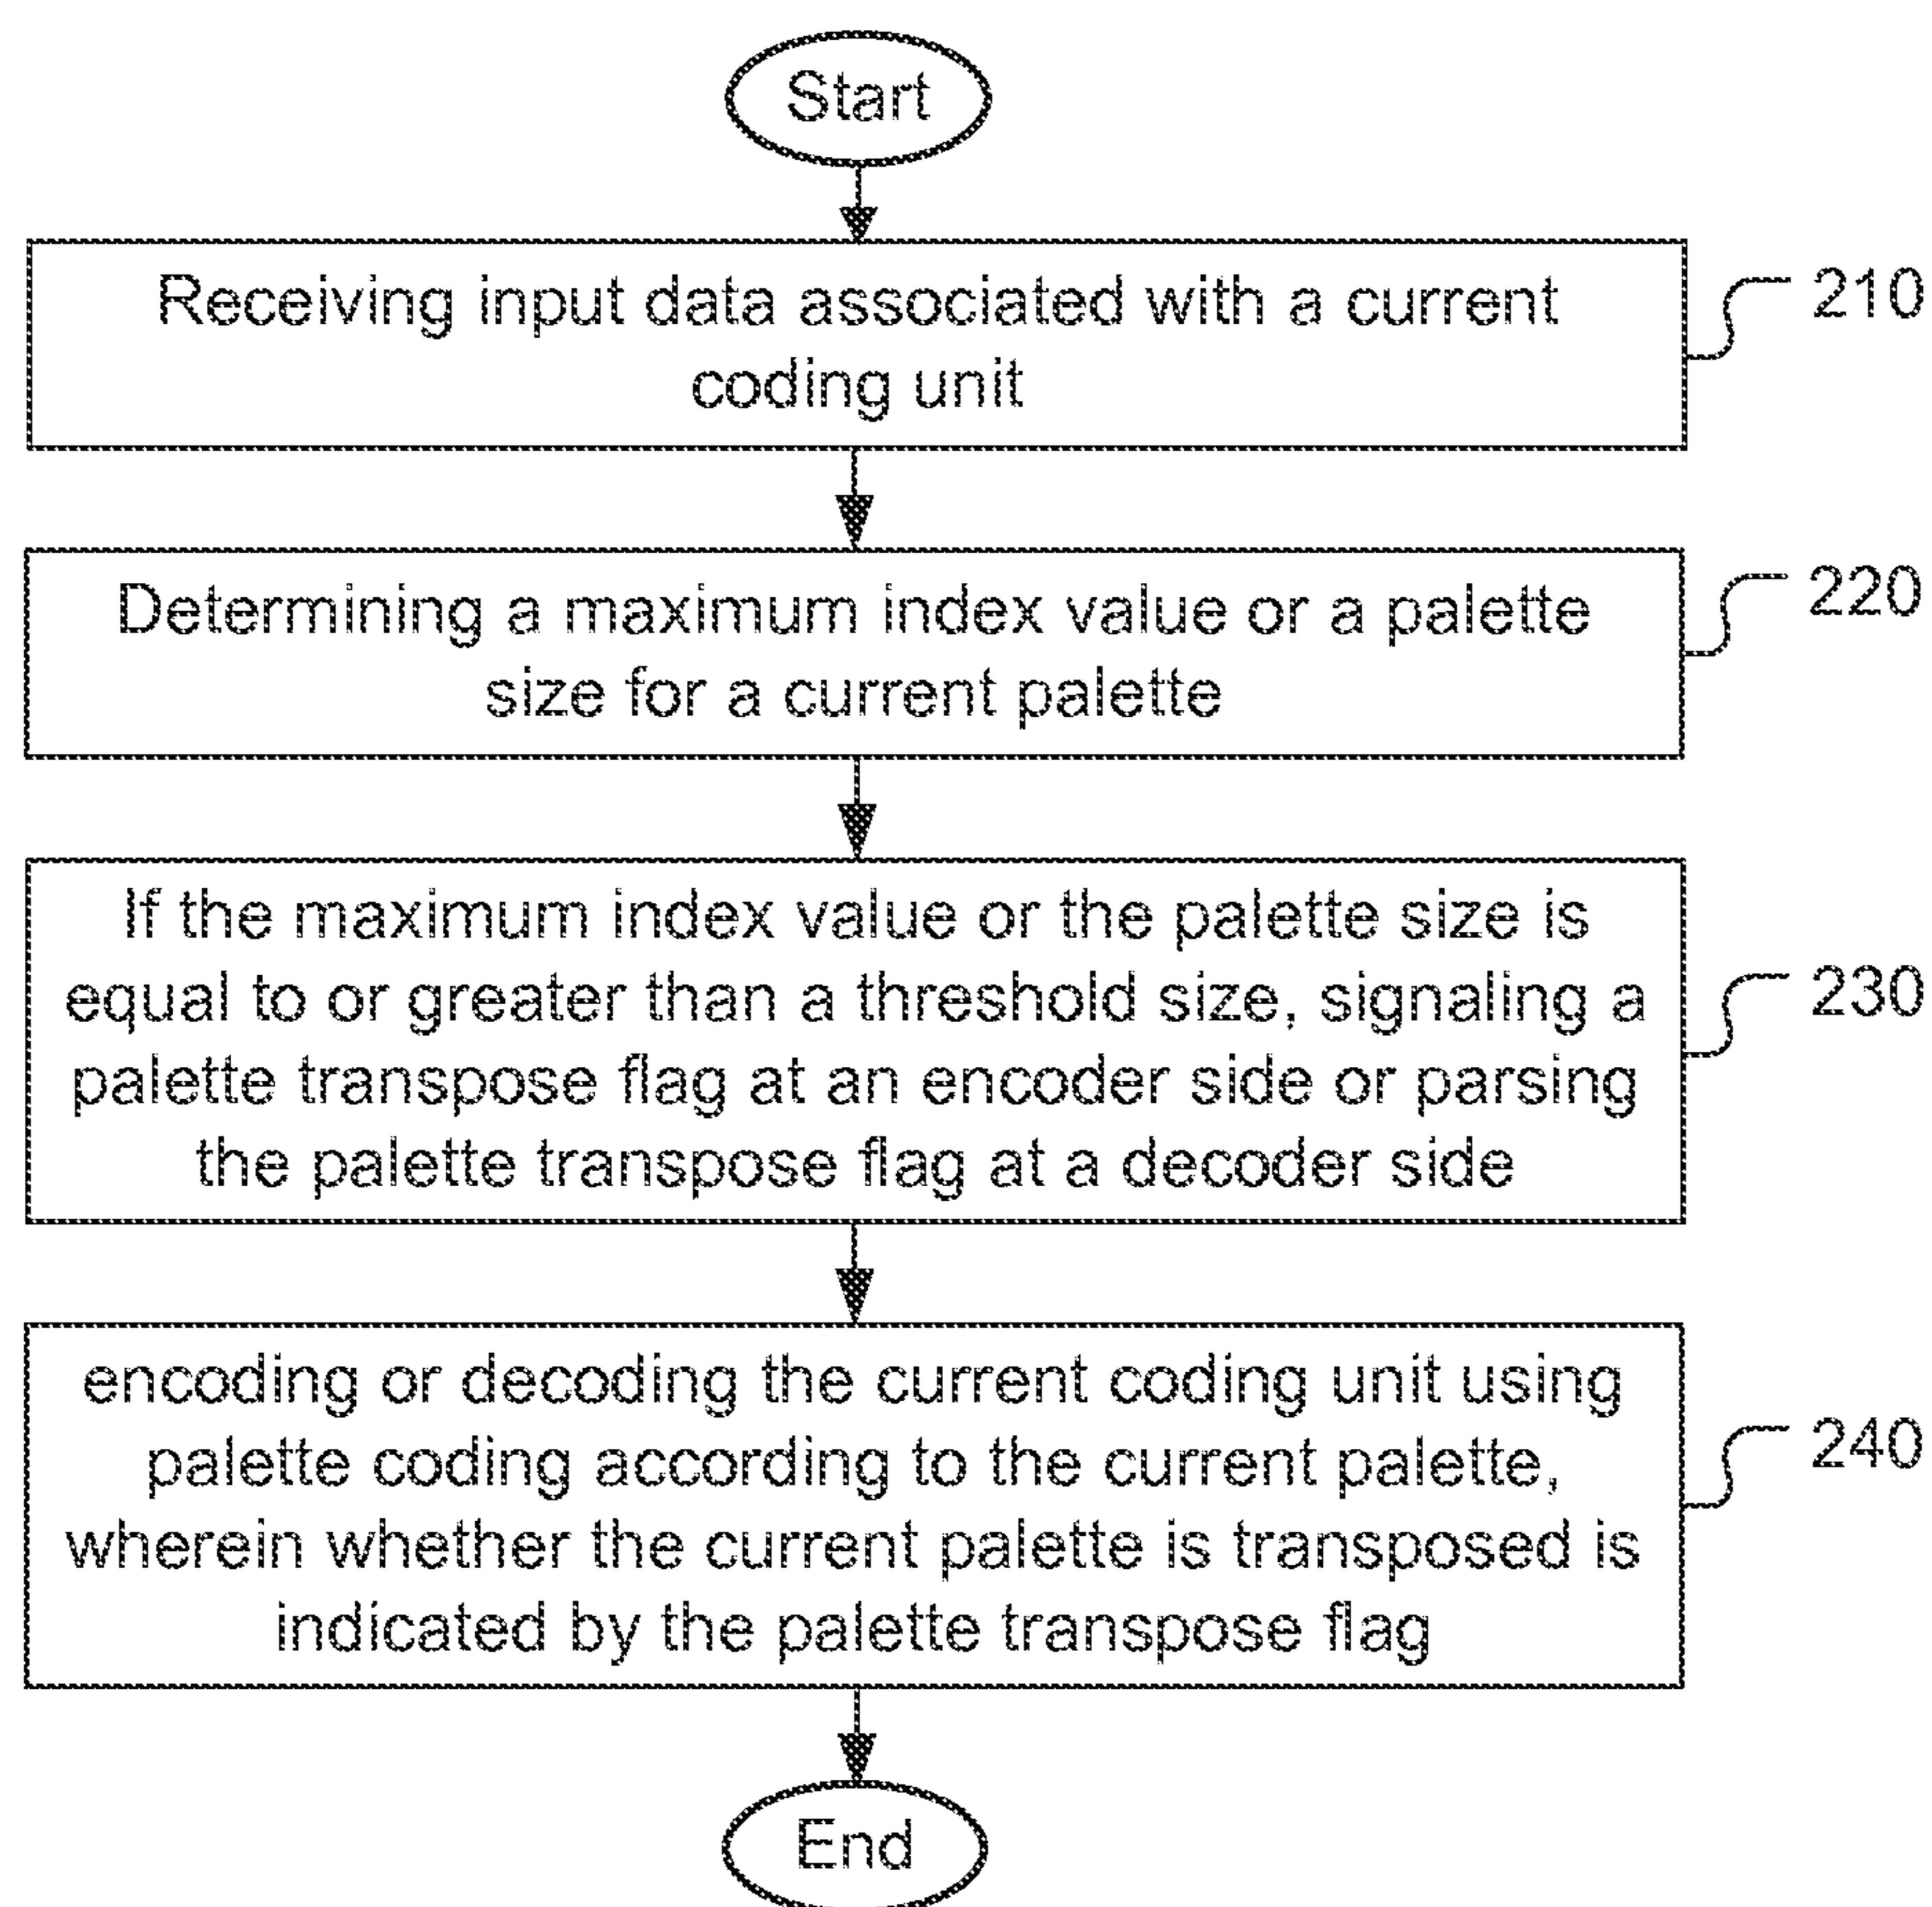 Start
Receiving input data associated with a current
coding unit
210
Determining a maximum index value or a palette
size for a current palette
220
If the maximum index value or the palette size is
equal to or greater than a threshold size, signaling a
palette transpose flag at an encoder side or parsing
the palette transpose flag at a decoder side
230
encoding or decoding the current coding unit using
palette coding according to the current palette,
wherein whether the current palette is transposed is
indicated by the palette transpose flag
240
End